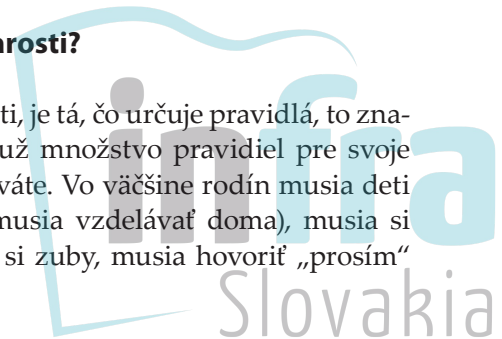 arosti?
ti, je tá, čo určuje pravidlá, to zna-
už množstvo pravidiel pre svoje
váte. Vo väčšine rodín musia deti
musia vzdelávať doma), musia si
si zuby, musia hovoriť „prosím“
infra
Slovakia